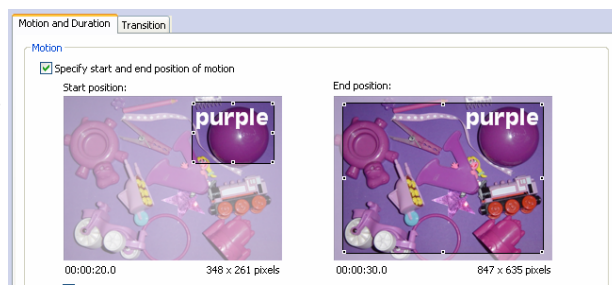 Motion and Duration Transition
Motion
Specify start and end position of motion
Start position: End position:
purple purple
00:00:20.0 348 x 261 pixels 00:00:30.0 847 x 635 pixels